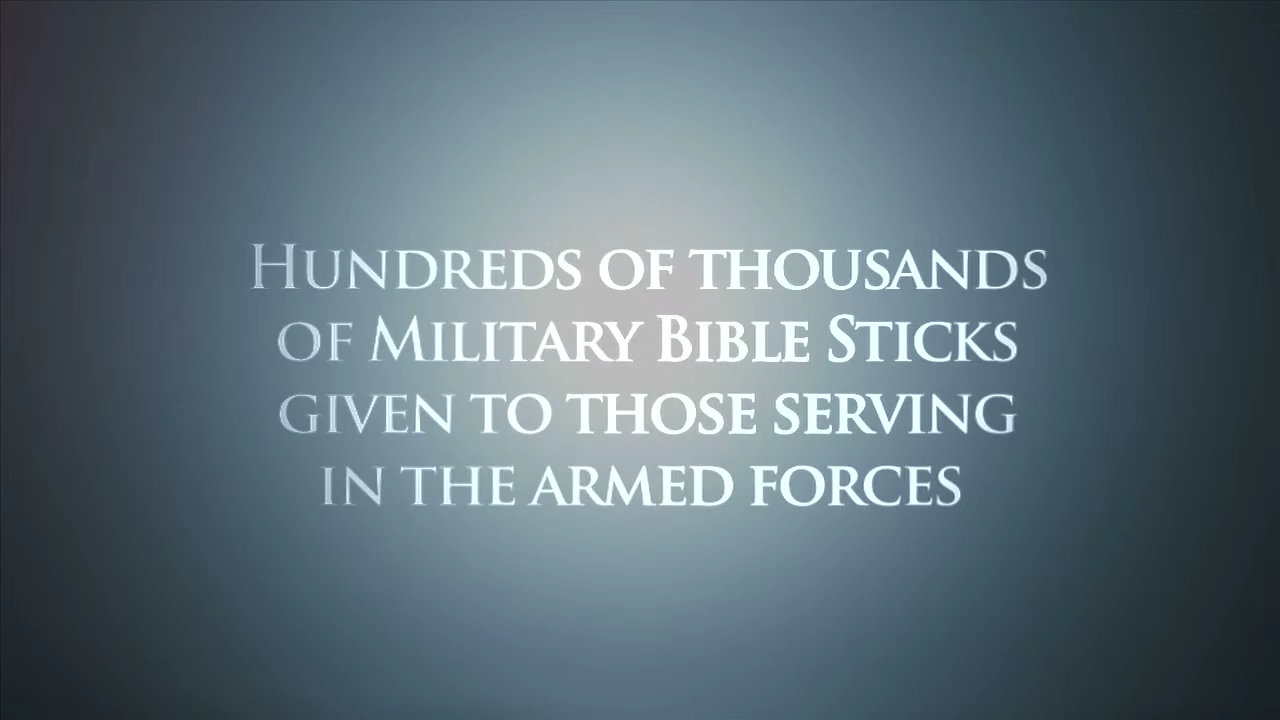 Hundreds of thousands
of Military Bible Sticks
given to those serving
in the armed forces